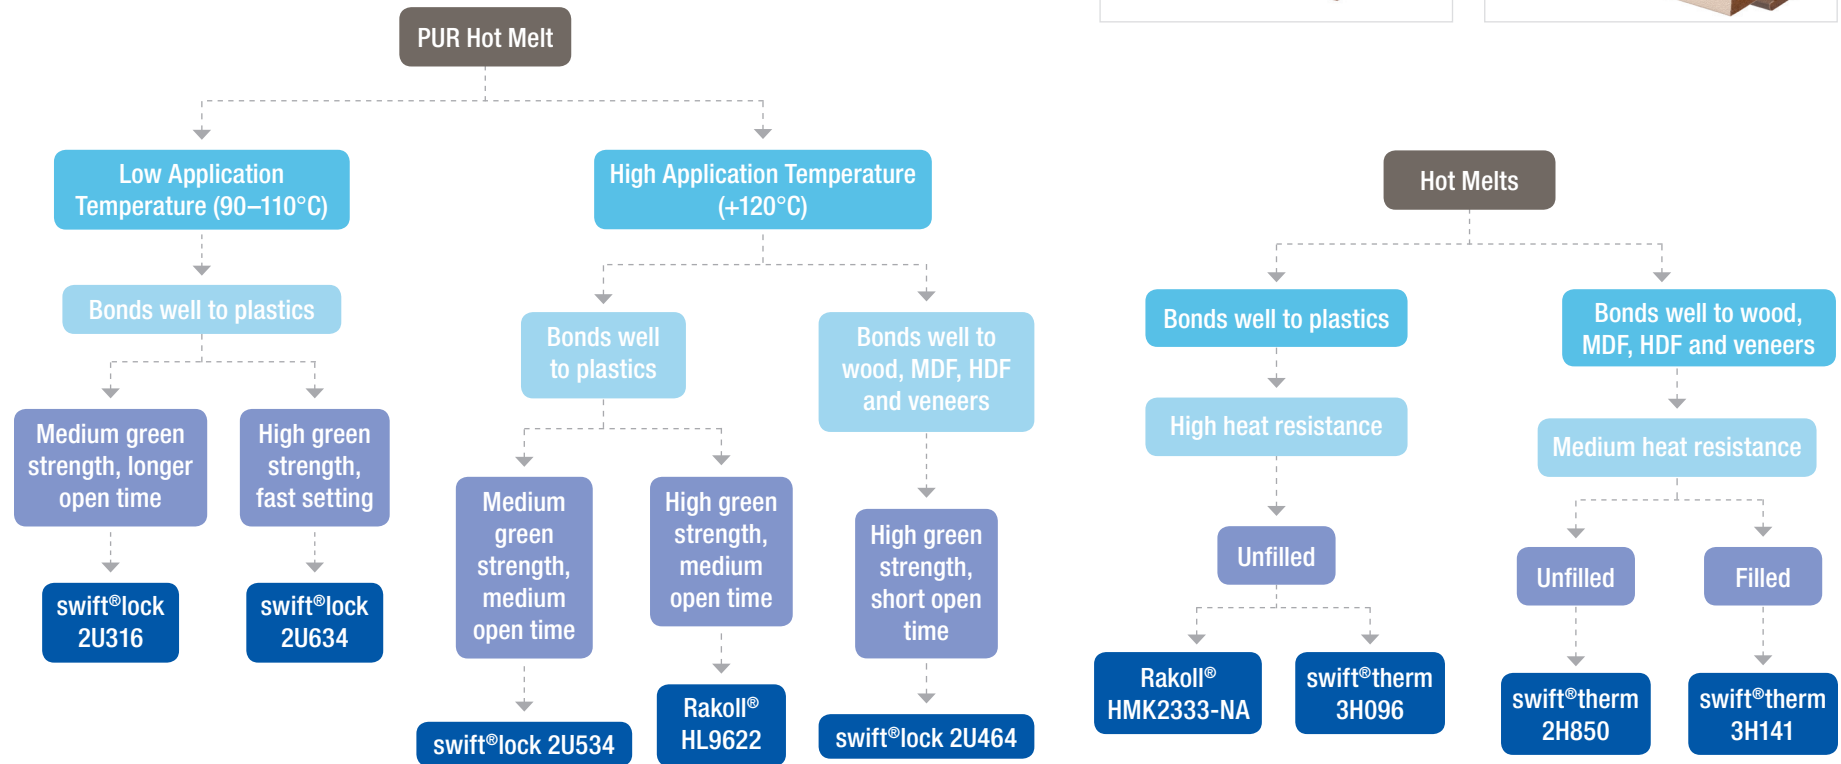 PUR Hot Melt
Low Application
Temperature (90–110°C)
High Application Temperature
(+120°C)
Bonds well to plastics
Bonds well
to plastics
Bonds well to
wood, MDF, HDF
and veneers
Medium green
strength, longer
open time
High green
strength,
fast setting
Medium
green
strength,
medium
open time
High green
strength,
medium
open time
High green
strength,
short open
time
swift®lock
2U316
swift®lock
2U634
swift®lock 2U534
Rakoll®
HL9622
swift®lock 2U464
Hot Melts
Bonds well to plastics
Bonds well to wood,
MDF, HDF and veneers
High heat resistance
Medium heat resistance
Unfilled
Unfilled
Filled
Rakoll®
HMK2333-NA
swift®therm
3H096
swift®therm
2H850
swift®therm
3H141